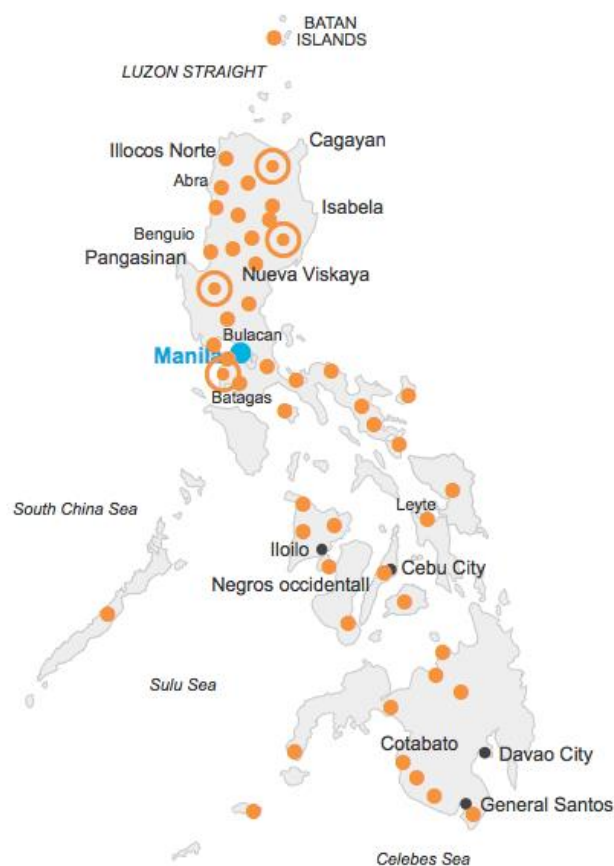 BATAN
ISLANDS
LUZON STRAIGHT
Cagayan
Illocos Norte
Abra
Isabela
Benguio
Pangasinan
Nueva Viskaya
Bulacan
Manila
Batagas
South China Sea
Leyte
Iloilo
Cebu City
Negros occidentall
Sulu Sea
Cotabato
Davao City
General Santos
Celebes Sea